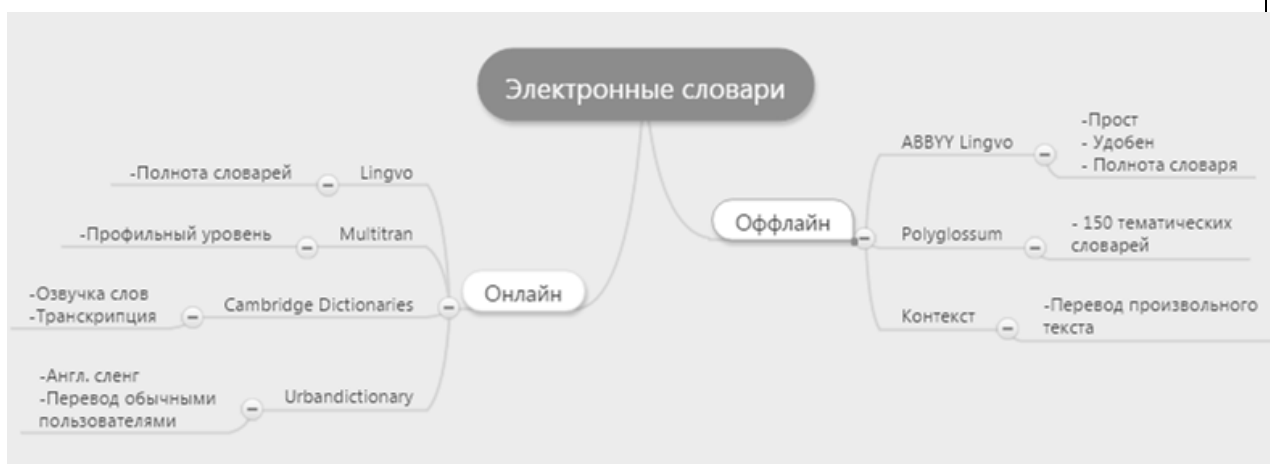 Электронные словари
Онлайн
Lingvo
-Полнота словарей
Multitran
-Профильный уровень
Cambridge Dictionaries
-Озвучка слов
-Транскрипция
Urbandictionary
-Англ. сленг
-Перевод обычными
пользователями
Оффлайн
ABBYY Lingvo
-Прост
- Удобен
- Полнота словаря
Polyglossum
- 150 тематических
словарей
Контекст
-Перевод произвольного
текста